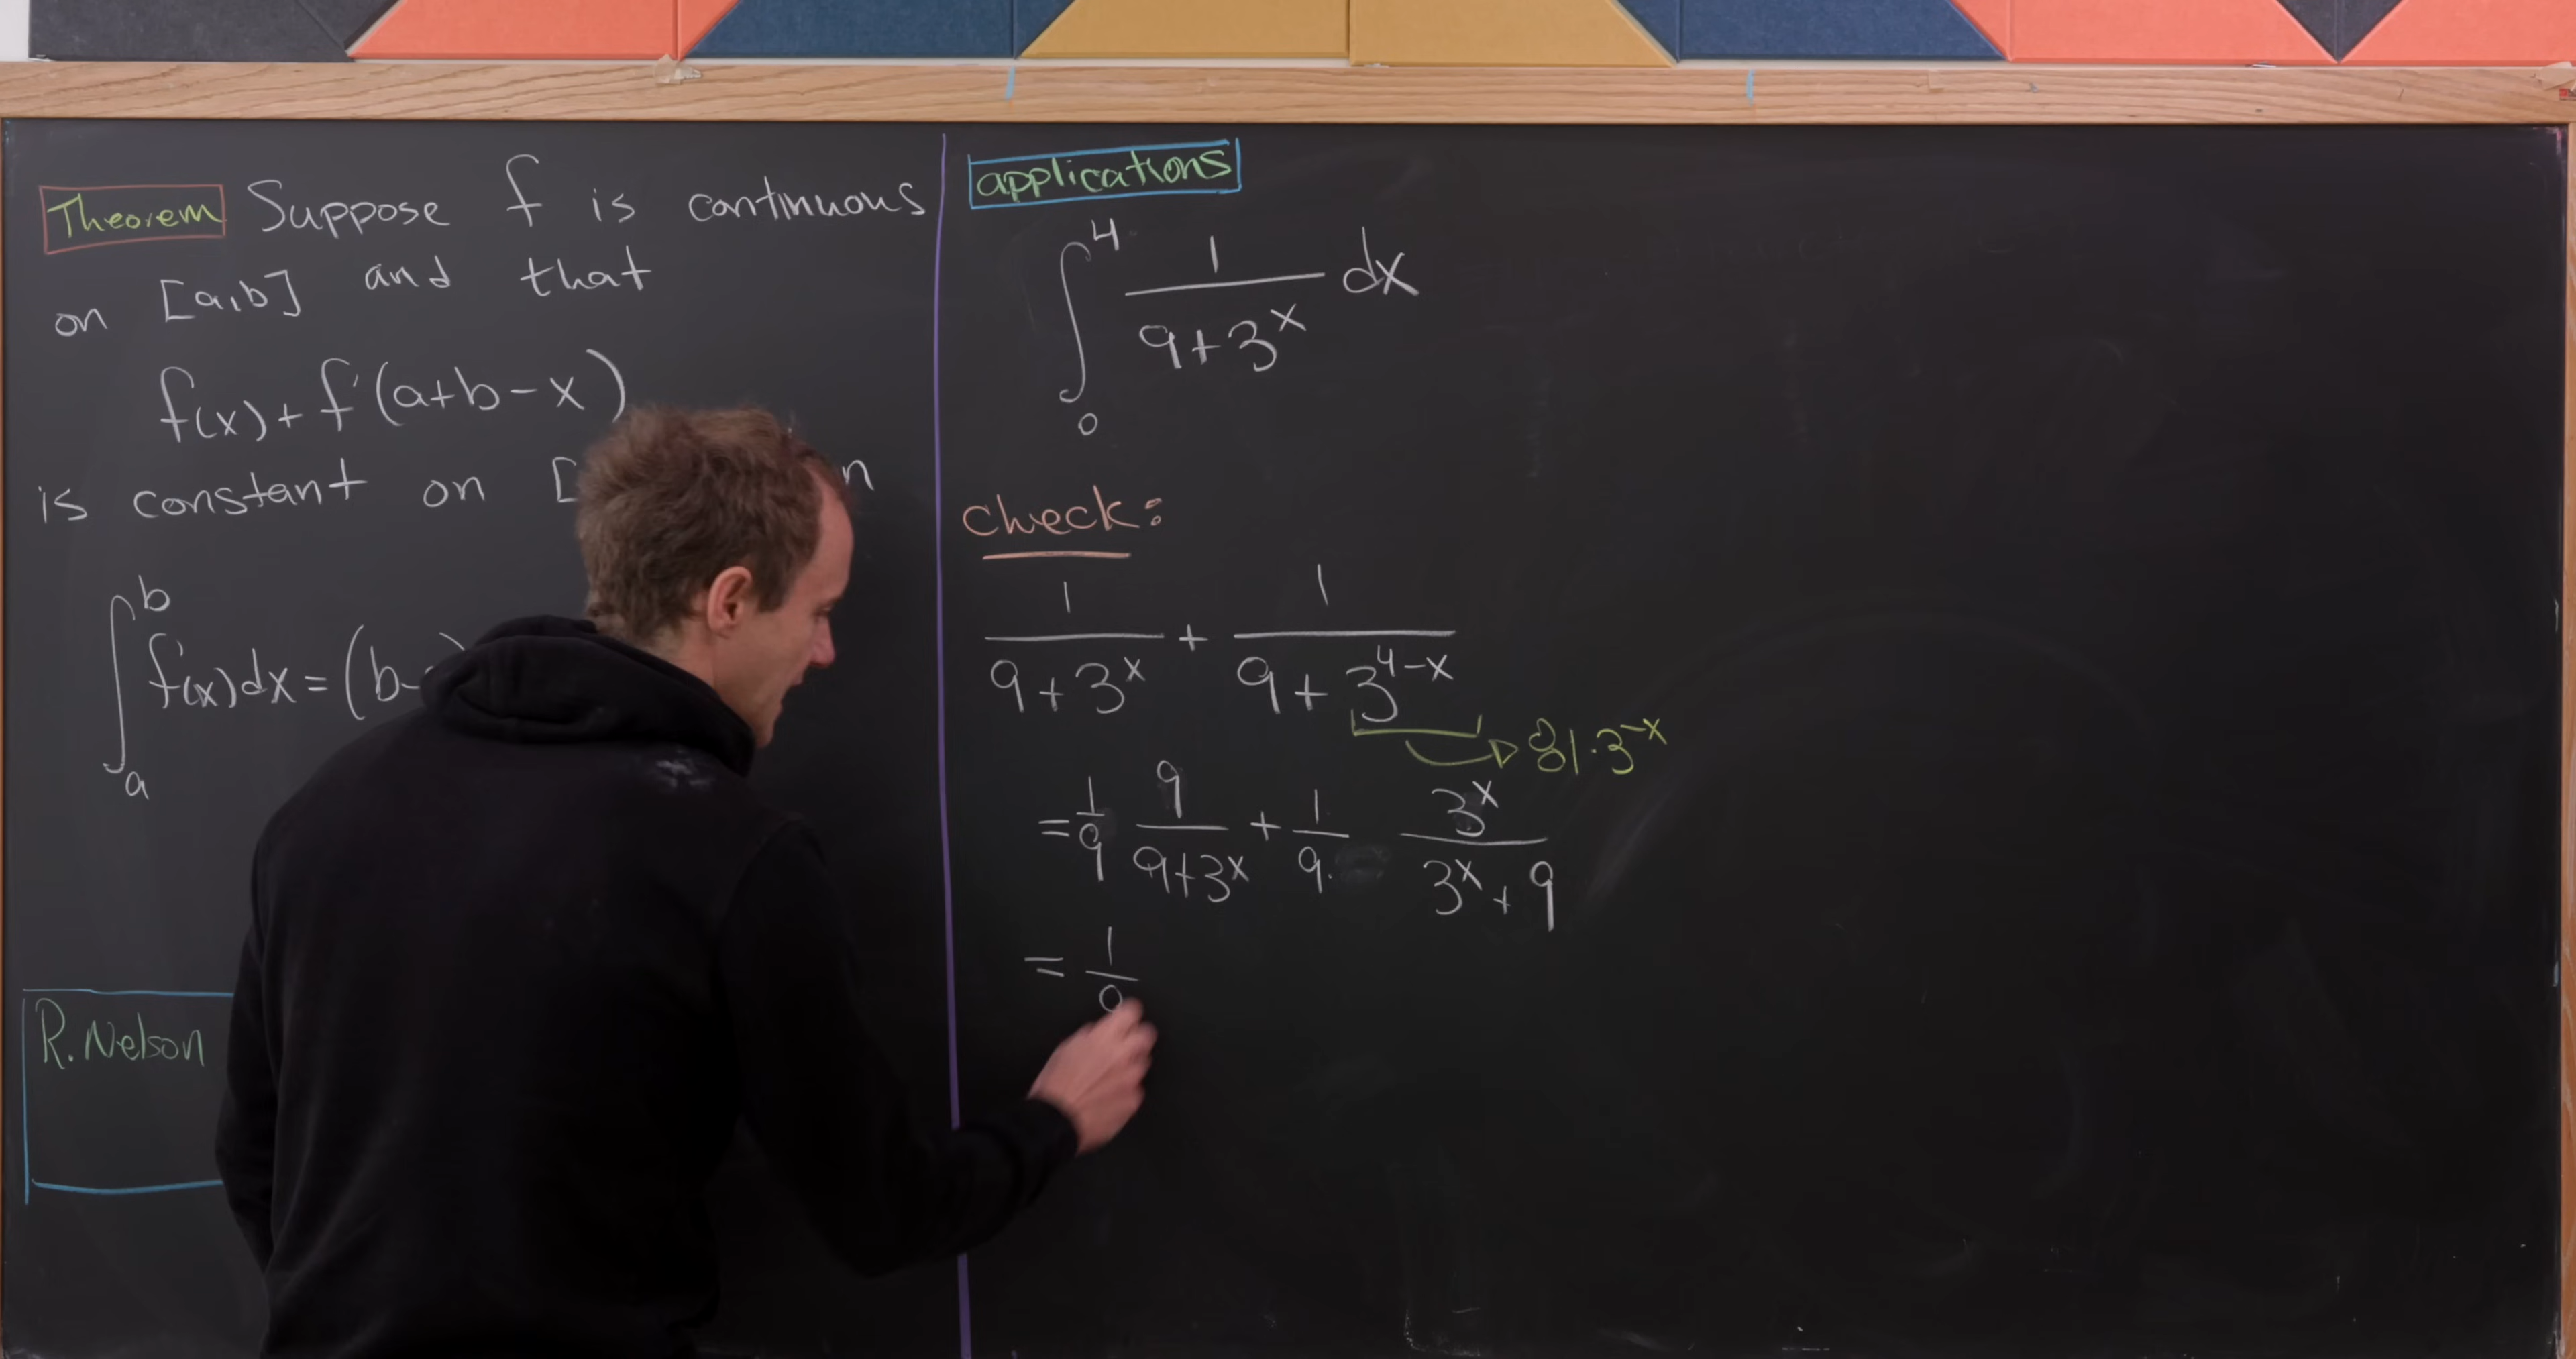 Theorem Suppose f is continuous
on [a,b] and that
f(x) + f(a+b-x)
is constant on [
∫_a^b f(x)dx = (b-
R. Nelson
applications
∫_0^4 1/(9+3^x) dx
check:
1/(9+3^x) + 1/(9+3^(4-x))
81·3^-x
= 1/9 9/(9+3^x) + 1/9 · 3^x/(3^x+9)
= 1/9